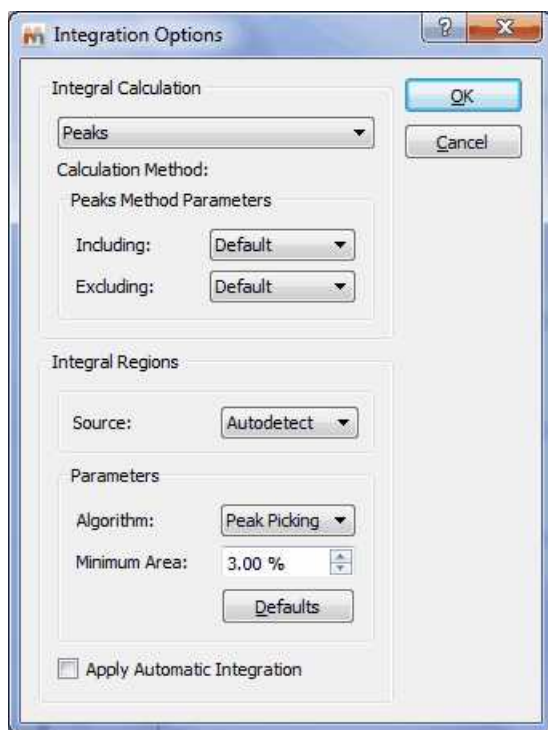 Integration Options
?
Integral Calculation
OK
Peaks
Cancel
Calculation Method:
Peaks Method Parameters
Including: Default
Excluding: Default
Integral Regions
Source: Autodetect
Parameters
Algorithm: Peak Picking
Minimum Area: 3.00 %
Defaults
Apply Automatic Integration